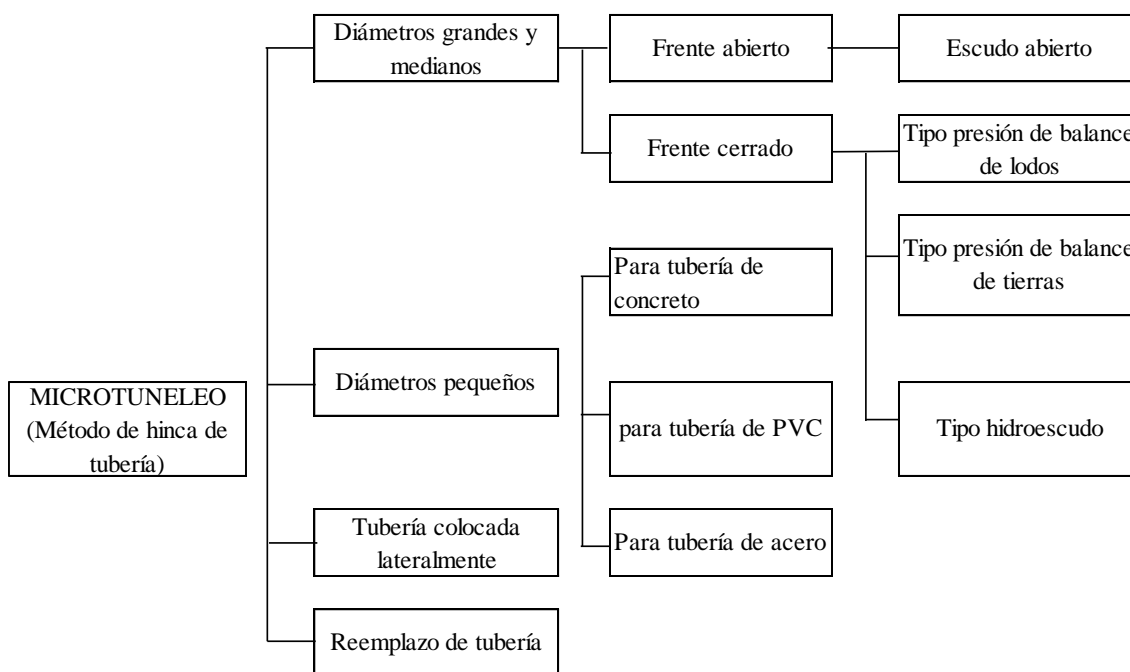 Diámetros grandes y
medianos
Frente abierto
Escudo abierto
Frente cerrado
Tipo presión de balance
de lodos
Tipo presión de balance
de tierras
Para tubería de
concreto
Diámetros pequeños
MICROTUNELEO
(Método de hinca de
tubería)
para tubería de PVC
Tipo hidroescudo
Tubería colocada
lateralmente
Para tubería de acero
Reemplazo de tubería